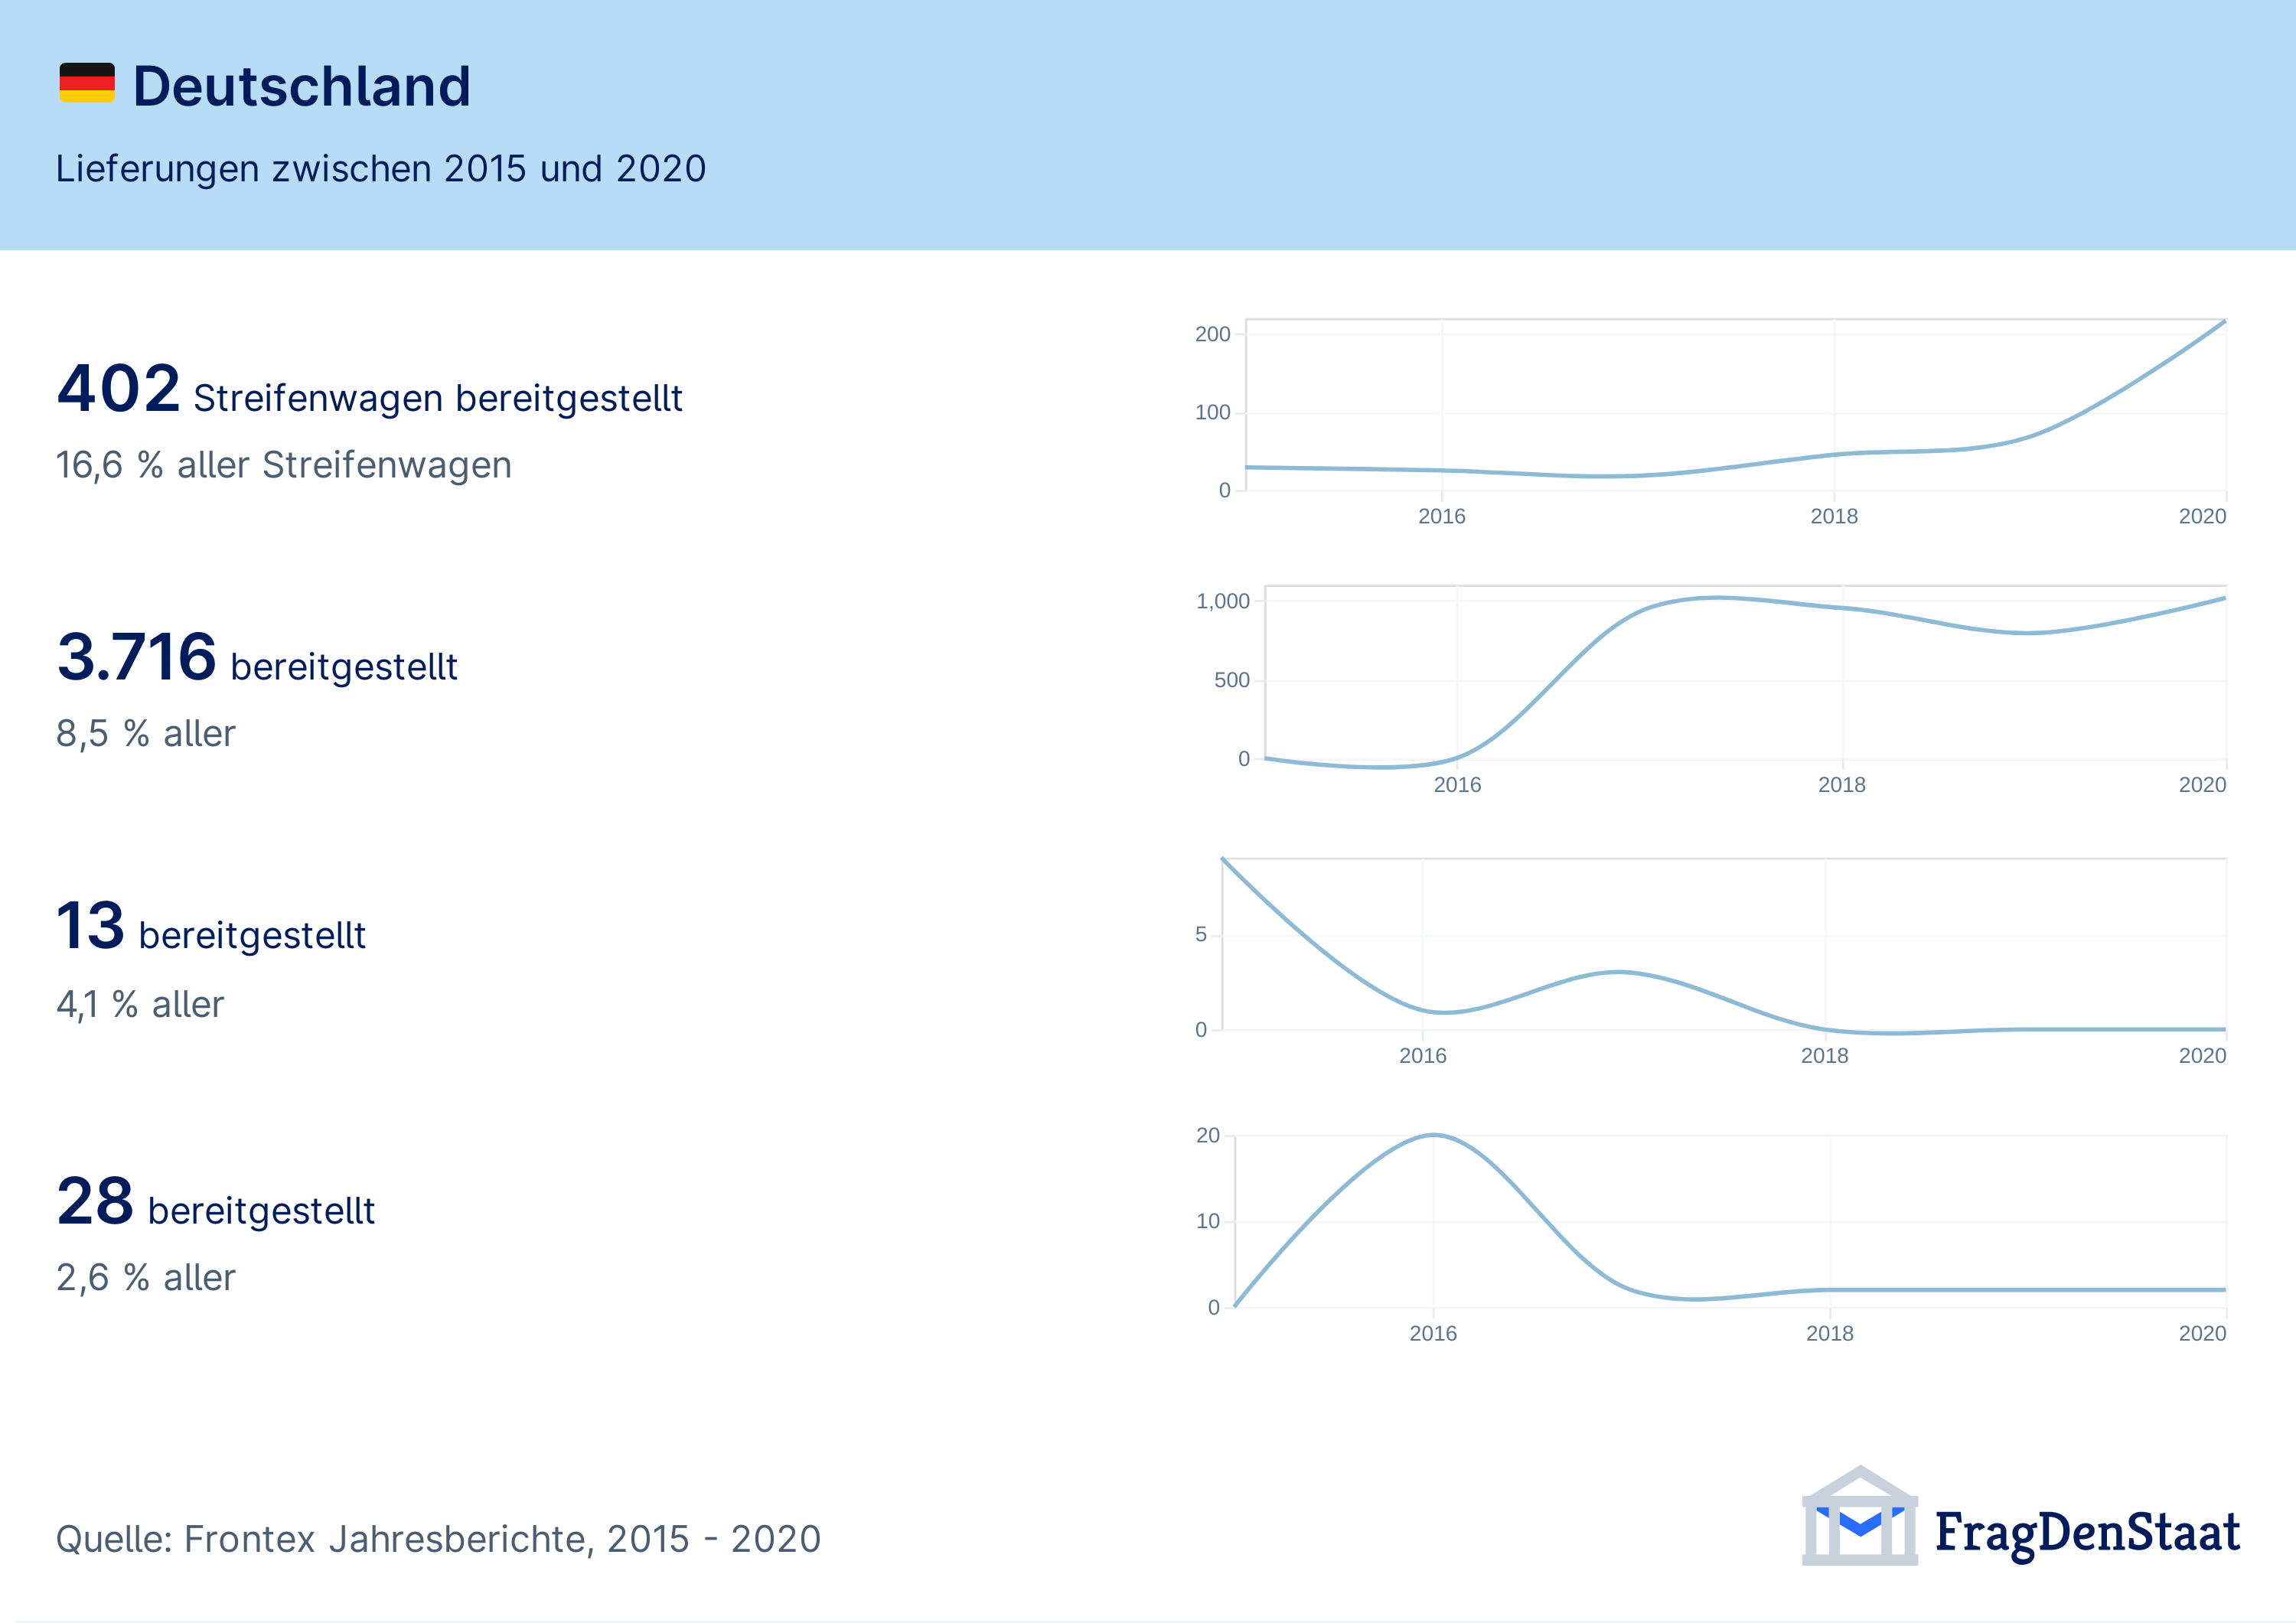 Deutschland
Lieferungen zwischen 2015 und 2020
402 Streifenwagen bereitgestellt
16,6 % aller Streifenwagen
200
100
0
2016 2018 2020
3.716 bereitgestellt
8,5 % aller
1,000
500
0
2016 2018 2020
13 bereitgestellt
4,1 % aller
5
0
2016 2018 2020
28 bereitgestellt
2,6 % aller
20
10
0
2016 2018 2020
Quelle: Frontex Jahresberichte, 2015 - 2020
FragDenStaat